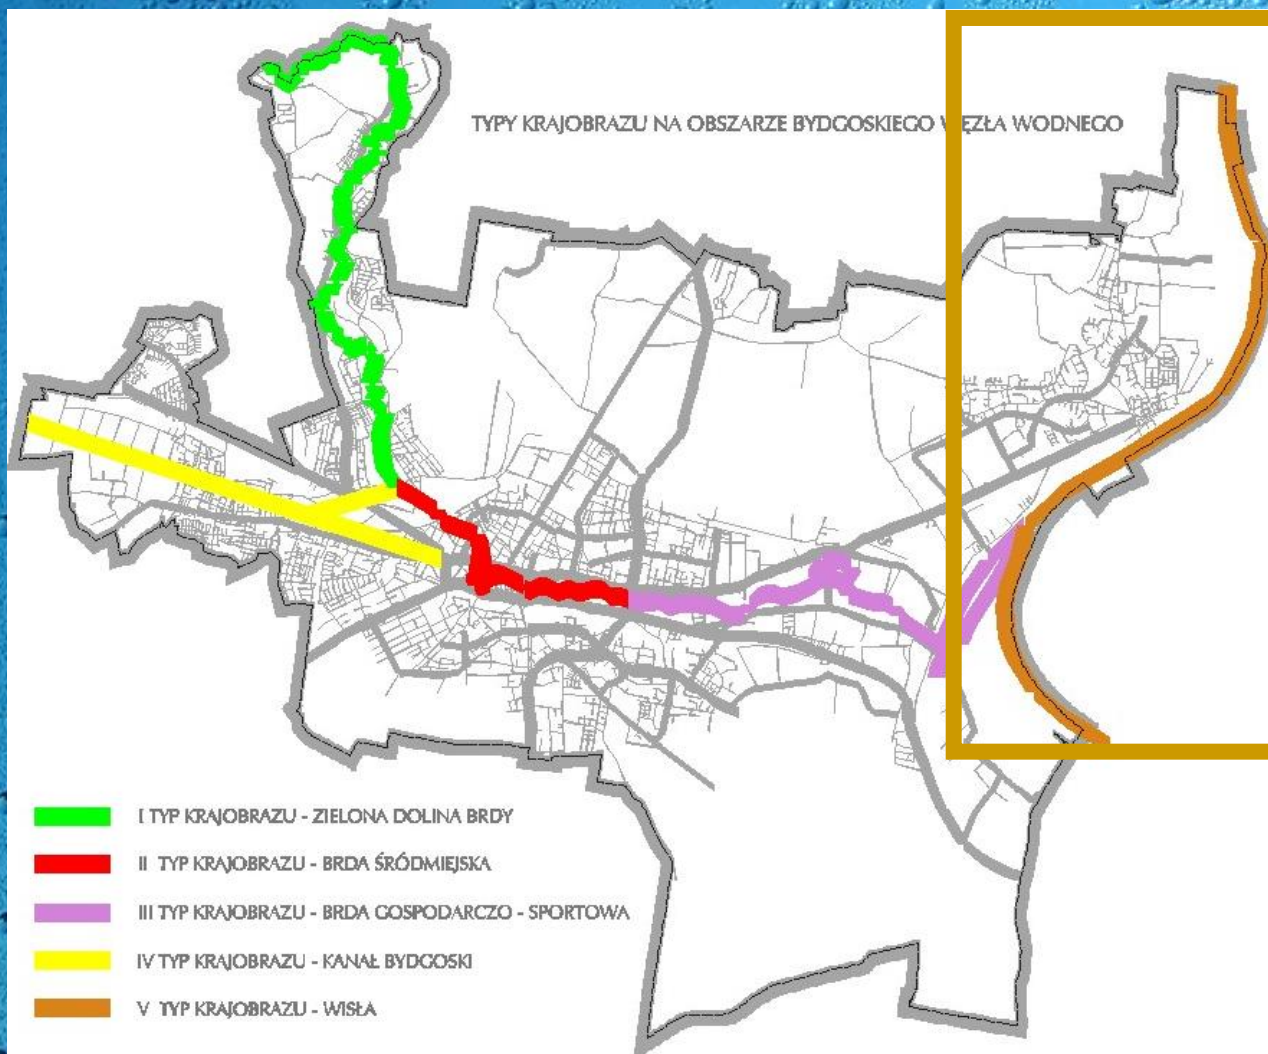 TYPY KRAJOBRAZU NA OBSZARZE BYDGOSKIEGO WĘZŁA WODNEGO
I TYP KRAJOBRAZU - ZIELONA DOLINA BRDY
II TYP KRAJOBRAZU - BRDA ŚRÓDMIEJSKA
III TYP KRAJOBRAZU - BRDA GOSPODARCZO - SPORTOWA
IV TYP KRAJOBRAZU - KANAŁ BYDGOSKI
V TYP KRAJOBRAZU - WISŁA